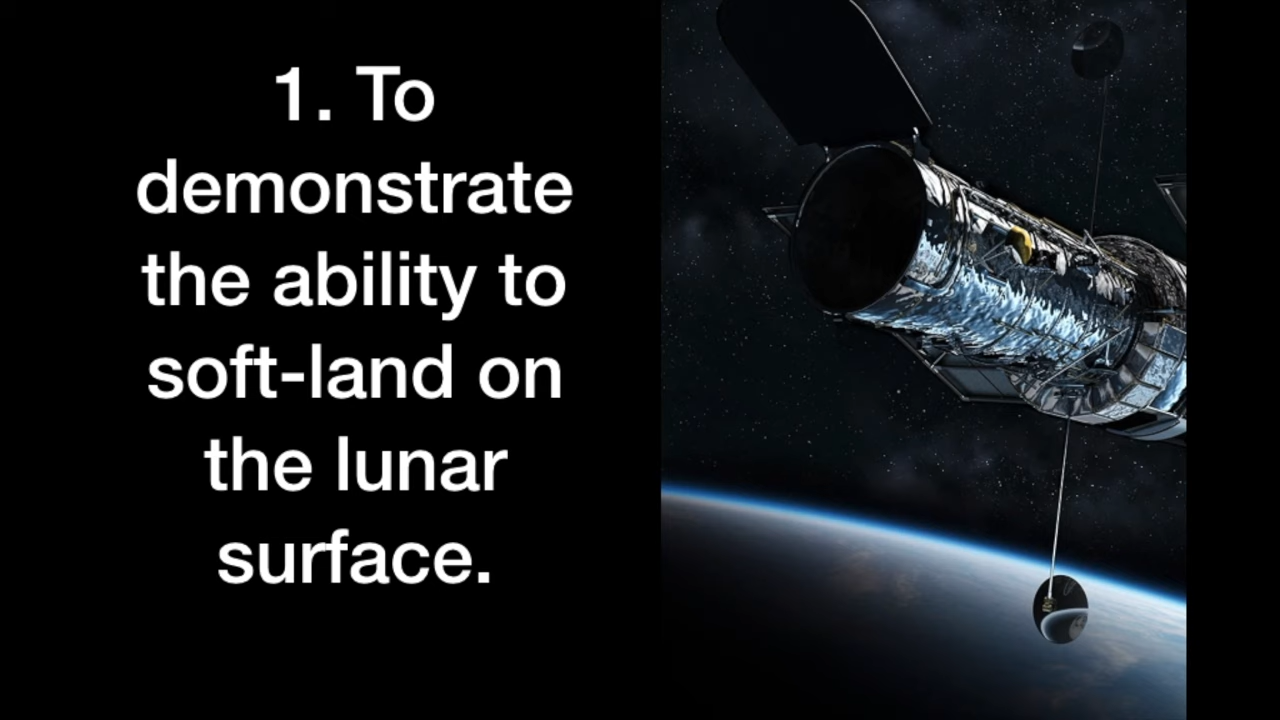 1. To
demonstrate
the ability to
soft-land on
the lunar
surface.